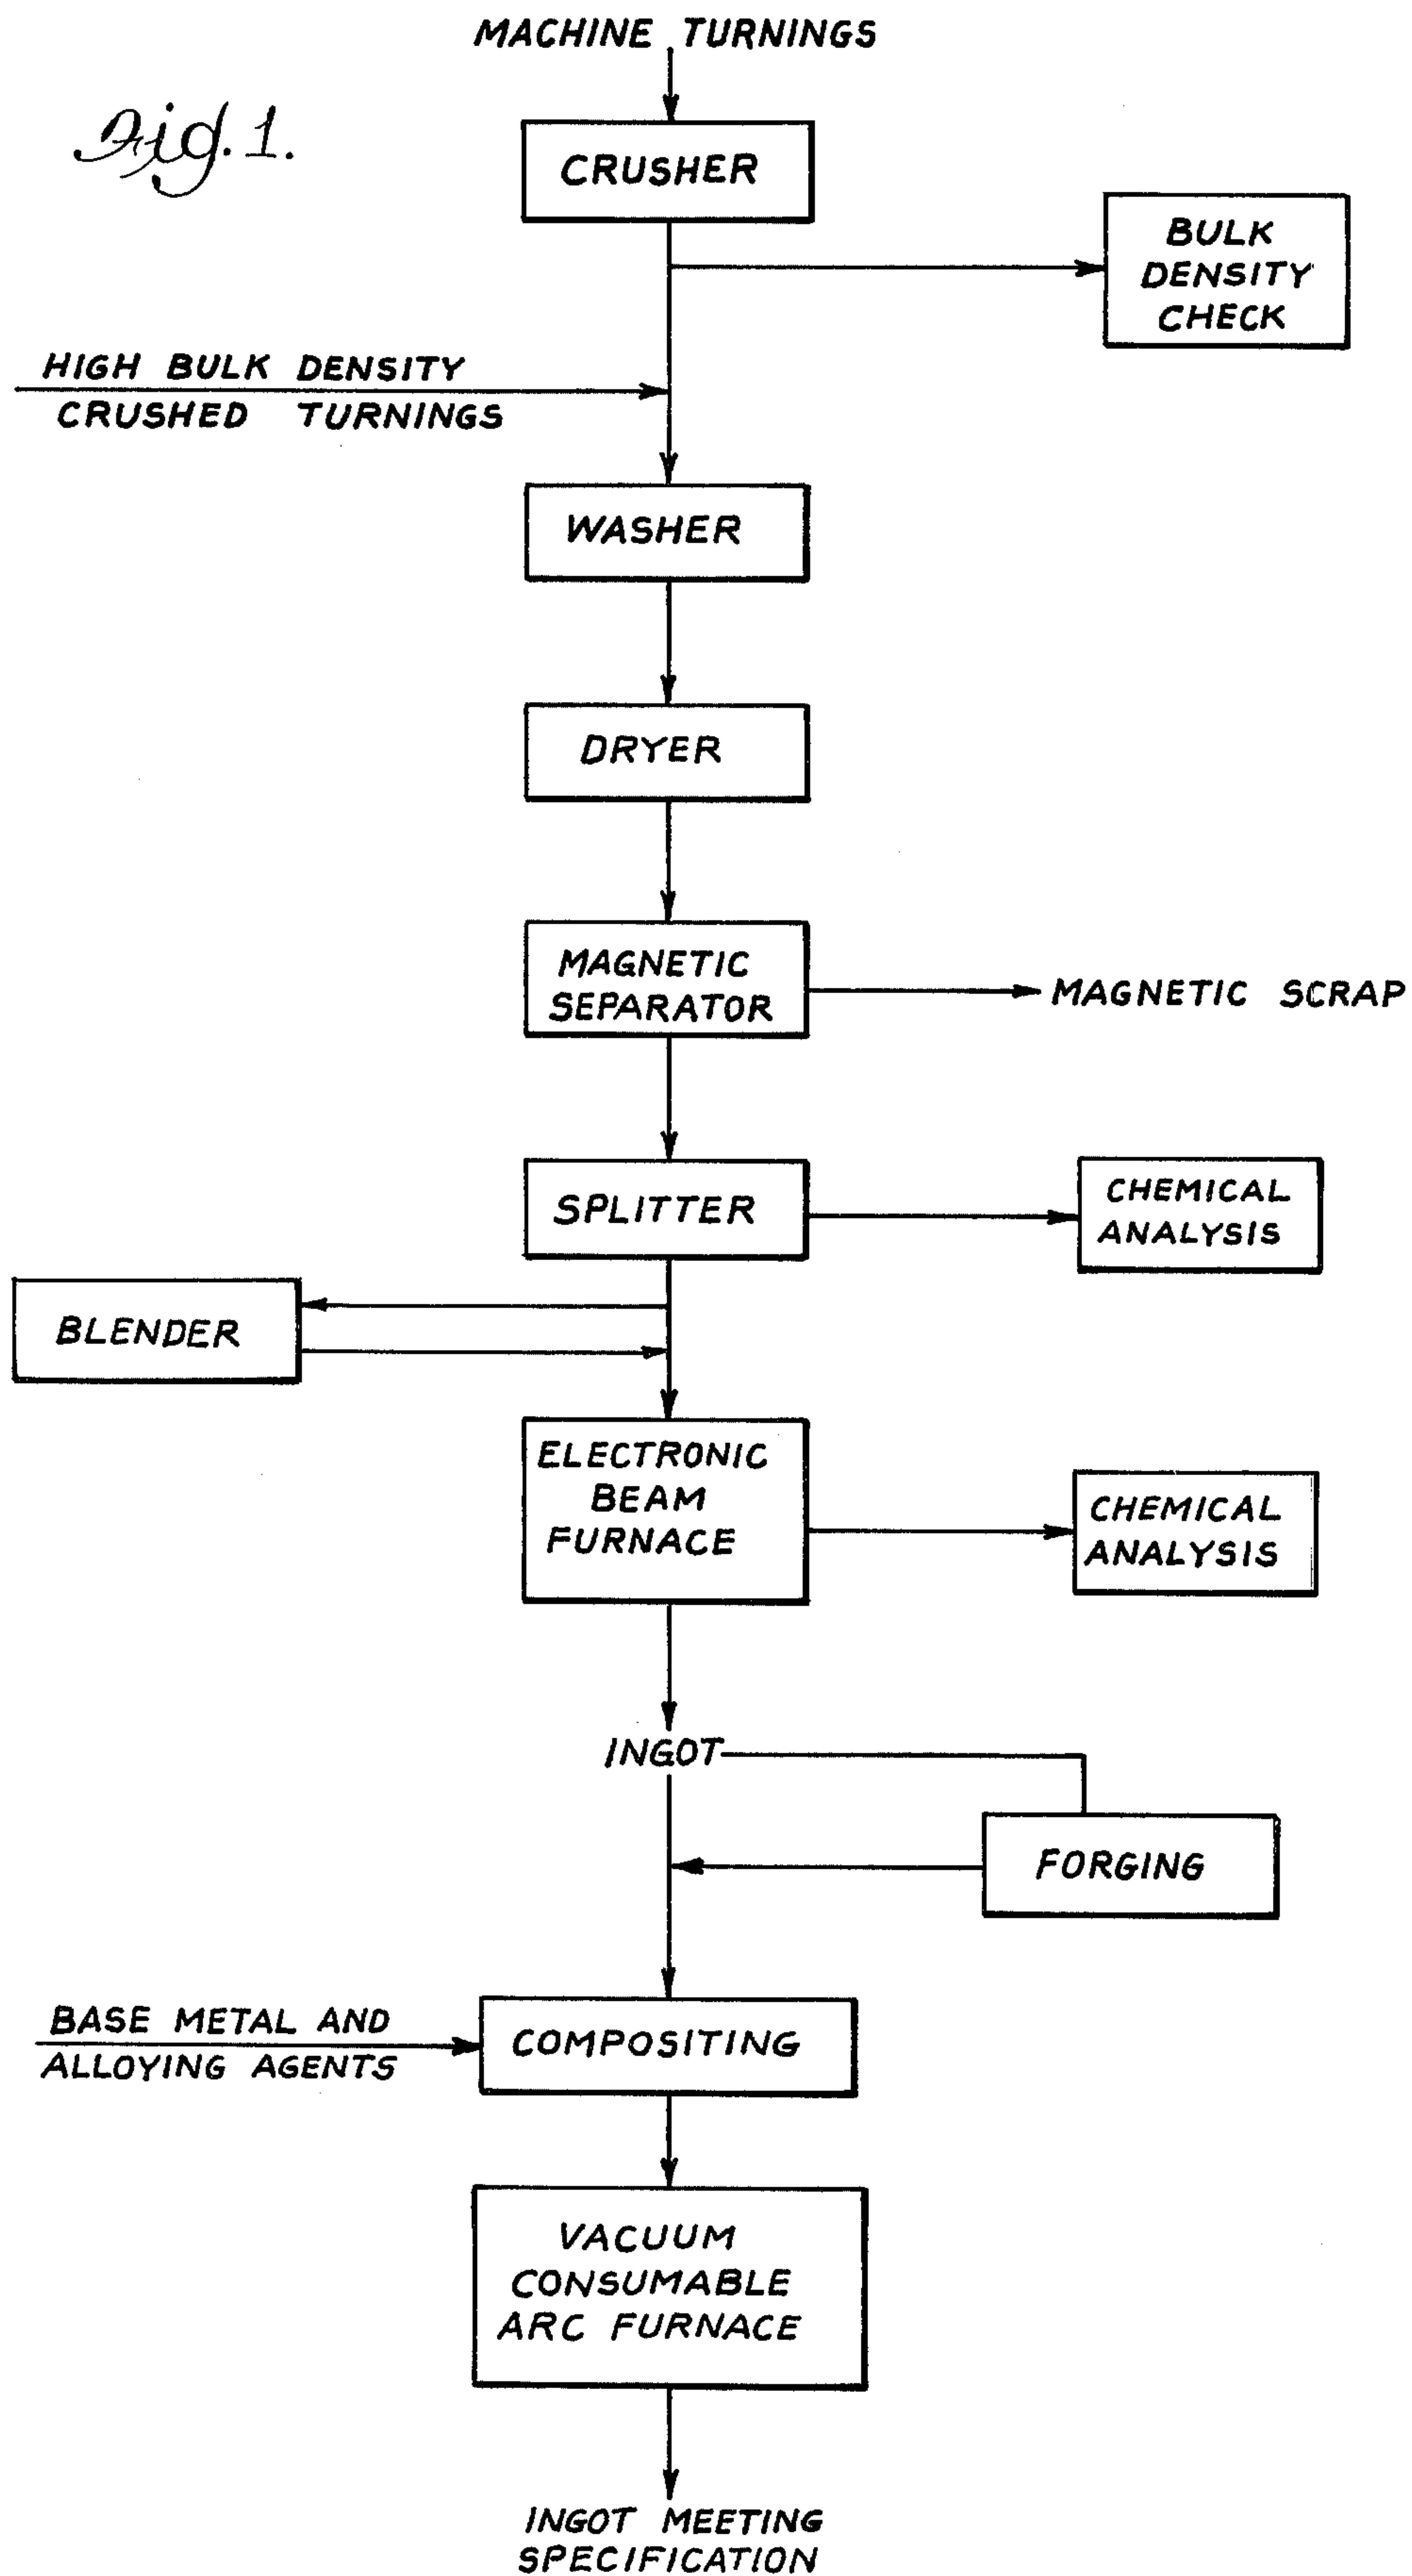 MACHINE TURNINGS
Fig. 1.
CRUSHER
BULK
DENSITY
CHECK
HIGH BULK DENSITY
CRUSHED TURNINGS
WASHER
DRYER
MAGNETIC
SEPARATOR
MAGNETIC SCRAP
SPLITTER
CHEMICAL
ANALYSIS
BLENDER
ELECTRONIC
BEAM
FURNACE
CHEMICAL
ANALYSIS
INGOT
FORGING
BASE METAL AND
ALLOYING AGENTS
COMPOSITING
VACUUM
CONSUMABLE
ARC FURNACE
INGOT MEETING
SPECIFICATION